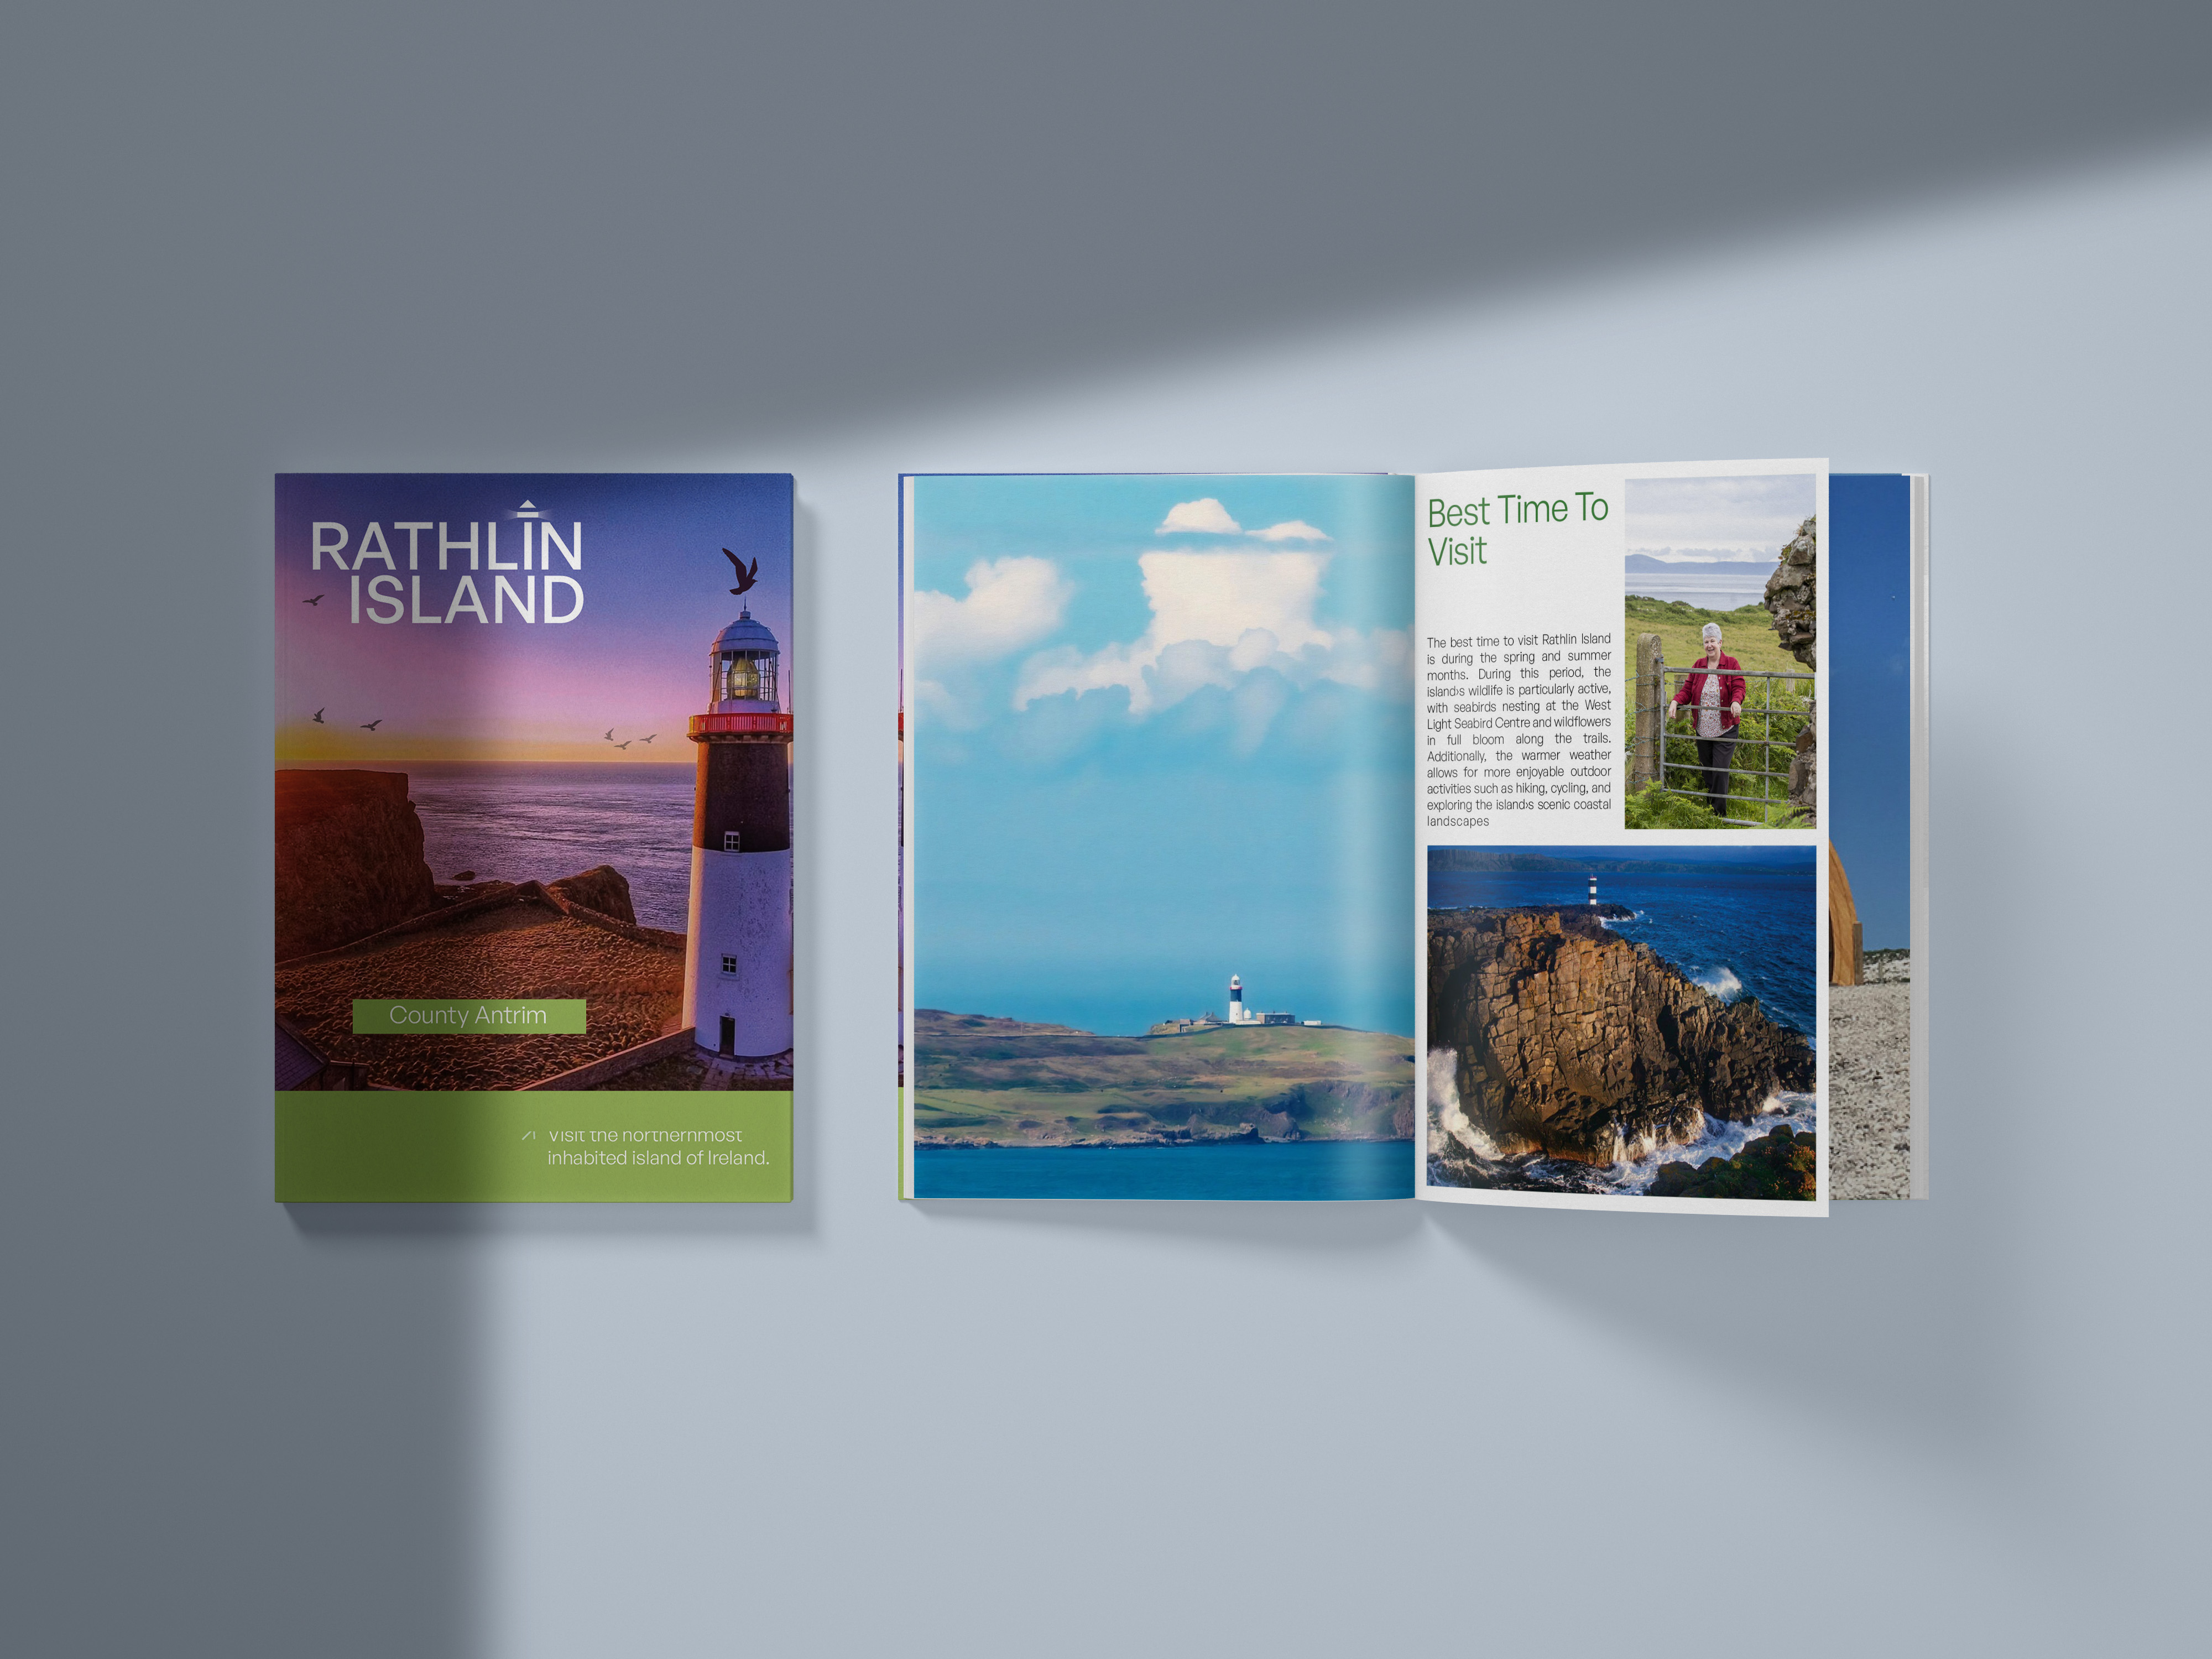 RATHLIN
ISLAND
County Antrim
Visit the northernmost
inhabited island of Ireland.
Best Time To
Visit
The best time to visit Rathlin Island
is during the spring and summer
months. During this period, the
island›s wildlife is particularly active,
with seabirds nesting at the West
Light Seabird Centre and wildflowers
in full bloom along the trails.
Additionally, the warmer weather
allows for more enjoyable outdoor
activities such as hiking, cycling, and
exploring the island›s scenic coastal
landscapes